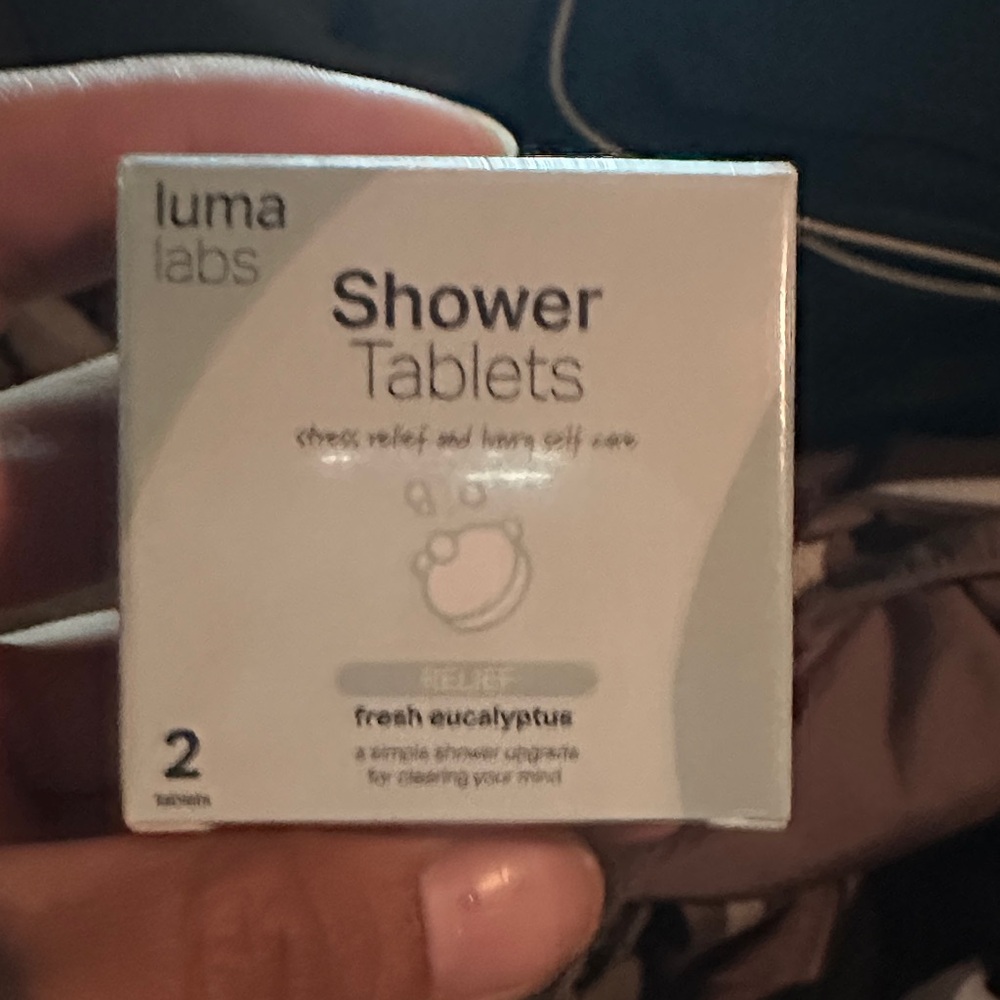 luma
labs
Shower
Tablets
stress relief and luxury self care
RELIEF
fresh eucalyptus
a simple shower upgrade
for clearing your mind
2
tablets